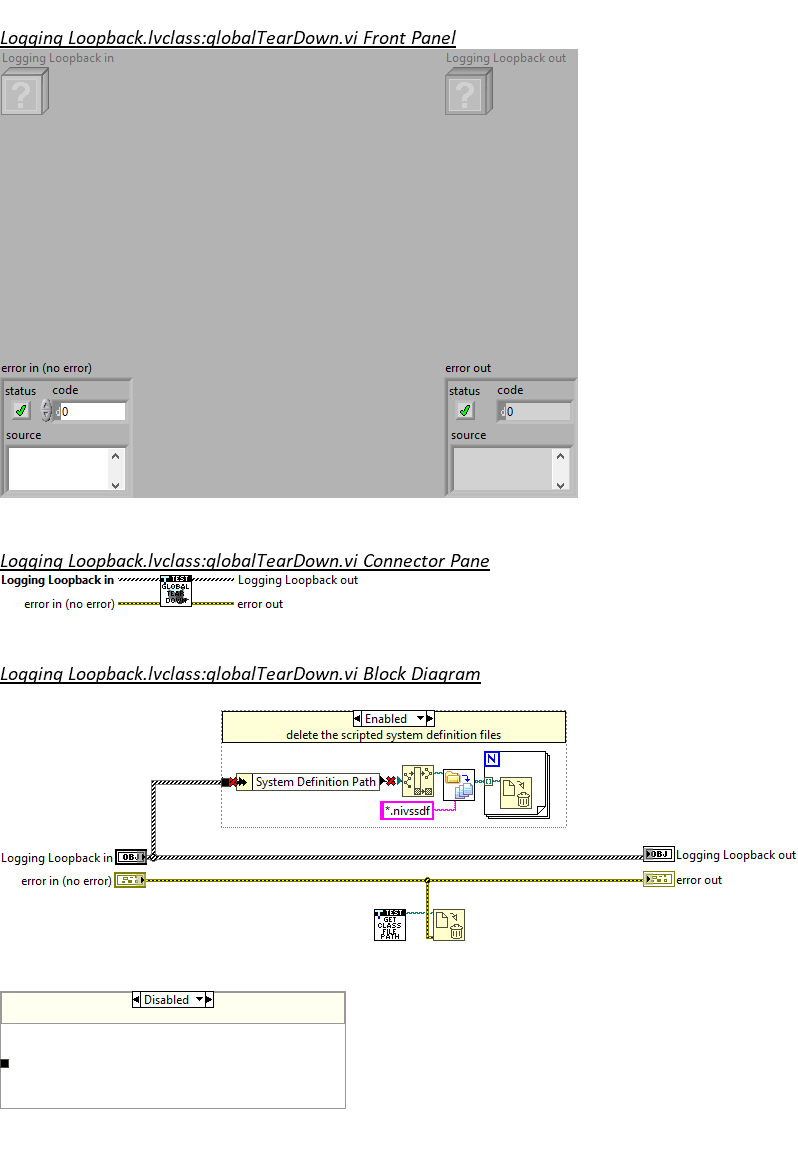 Logging Loopback.lvclass:globalTearDown.vi Front Panel
Logging Loopback in
Logging Loopback out
error in (no error)
error out
status code
status code
d 0
d 0
source
source
Logging Loopback.lvclass:globalTearDown.vi Connector Pane
Logging Loopback in
TEST
GLOBAL
TEAR
DOWN
Logging Loopback out
error in (no error)
error out
Logging Loopback.lvclass:globalTearDown.vi Block Diagram
Enabled
delete the scripted system definition files
N
System Definition Path
*.nivssdf
Logging Loopback in
OBJ
OBJ
Logging Loopback out
error in (no error)
error out
TEST
GET
CLASS
FILE
PATH
Disabled